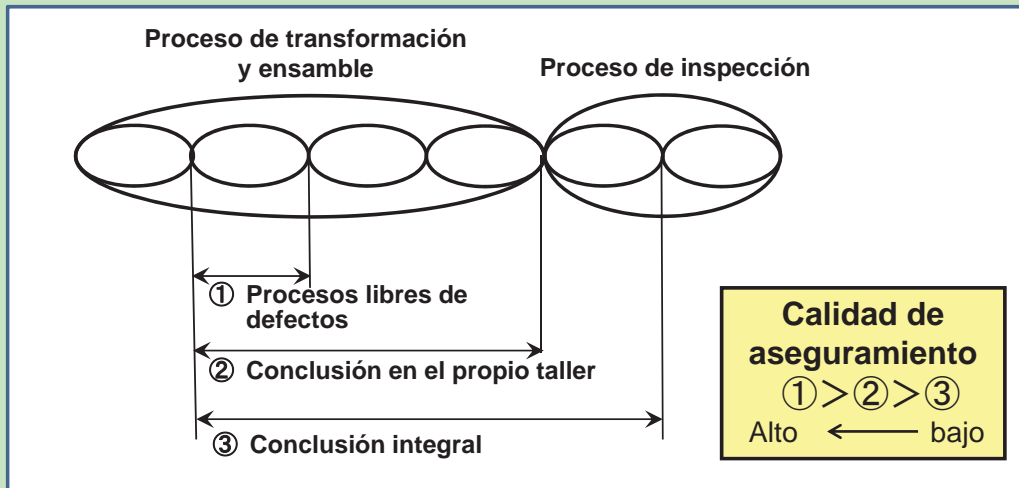 Proceso de transformación
y ensamble
Proceso de inspección
① Procesos libres de
defectos
② Conclusión en el propio taller
③ Conclusión integral
Calidad de
aseguramiento
①＞②＞③
Alto ← bajo